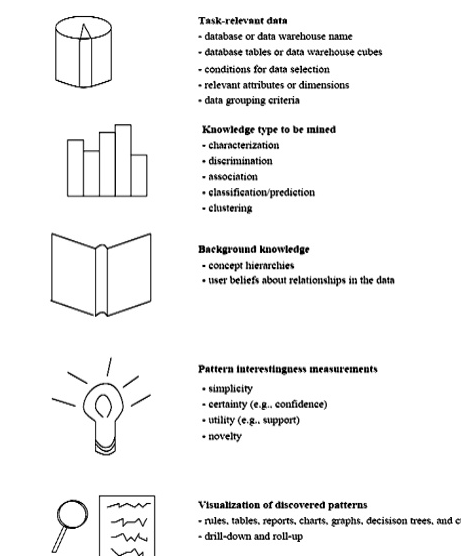 Task-relevant data
- database or data warehouse name
- database tables or data warehouse cubes
- conditions for data selection
- relevant attributes or dimensions
- data grouping criteria
Knowledge type to be mined
- characterization
- discrimination
- association
- classification/prediction
- clustering
Background knowledge
- concept hierarchies
- user beliefs about relationships in the data
Pattern interestingness measurements
- simplicity
- certainty (e.g., confidence)
- utility (e.g., support)
- novelty
Visualization of discovered patterns
- rules, tables, reports, charts, graphs, decisison trees, and
- drill-down and roll-up